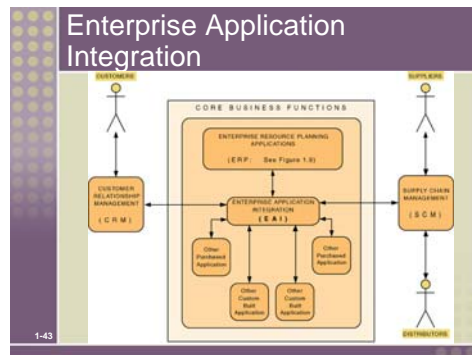 Enterprise Application
Integration
CUSTOMERS
SUPPLIERS
CORE BUSINESS FUNCTIONS
ENTERPRISE RESOURCE PLANNING
APPLICATIONS
(ERP: See Figure 1.9)
CUSTOMER
RELATIONSHIP
MANAGEMENT
(CRM)
ENTERPRISE APPLICATION
INTEGRATION
(EAI)
SUPPLY CHAIN
MANAGEMENT
(SCM)
Other
Purchased
Application
Other
Custom
Built
Application
Other
Custom
Built
Application
Other
Purchased
Application
DISTRIBUTORS
1-43